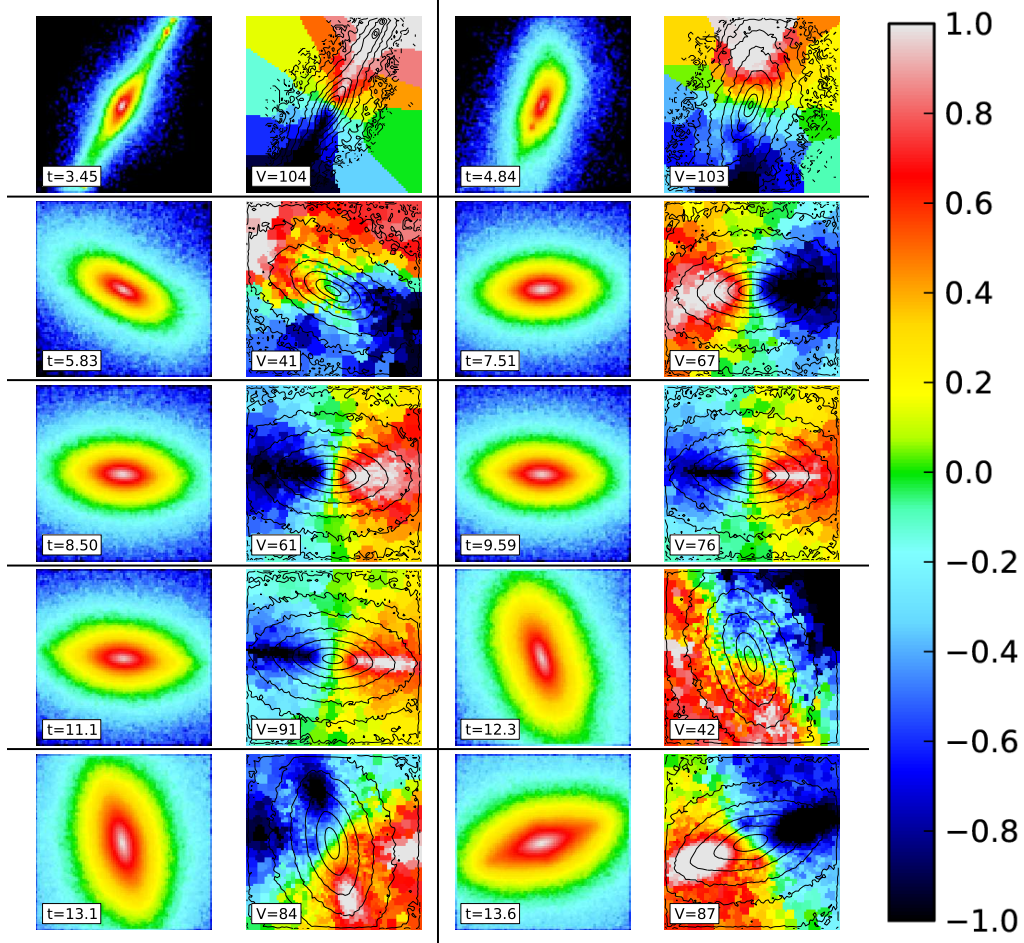 t=3.45 V=104 t=4.84 V=103
t=5.83 V=41 t=7.51 V=67
t=8.50 V=61 t=9.59 V=76
t=11.1 V=91 t=12.3 V=42
t=13.1 V=84 t=13.6 V=87
1.0
0.8
0.6
0.4
0.2
0.0
−0.2
−0.4
−0.6
−0.8
−1.0